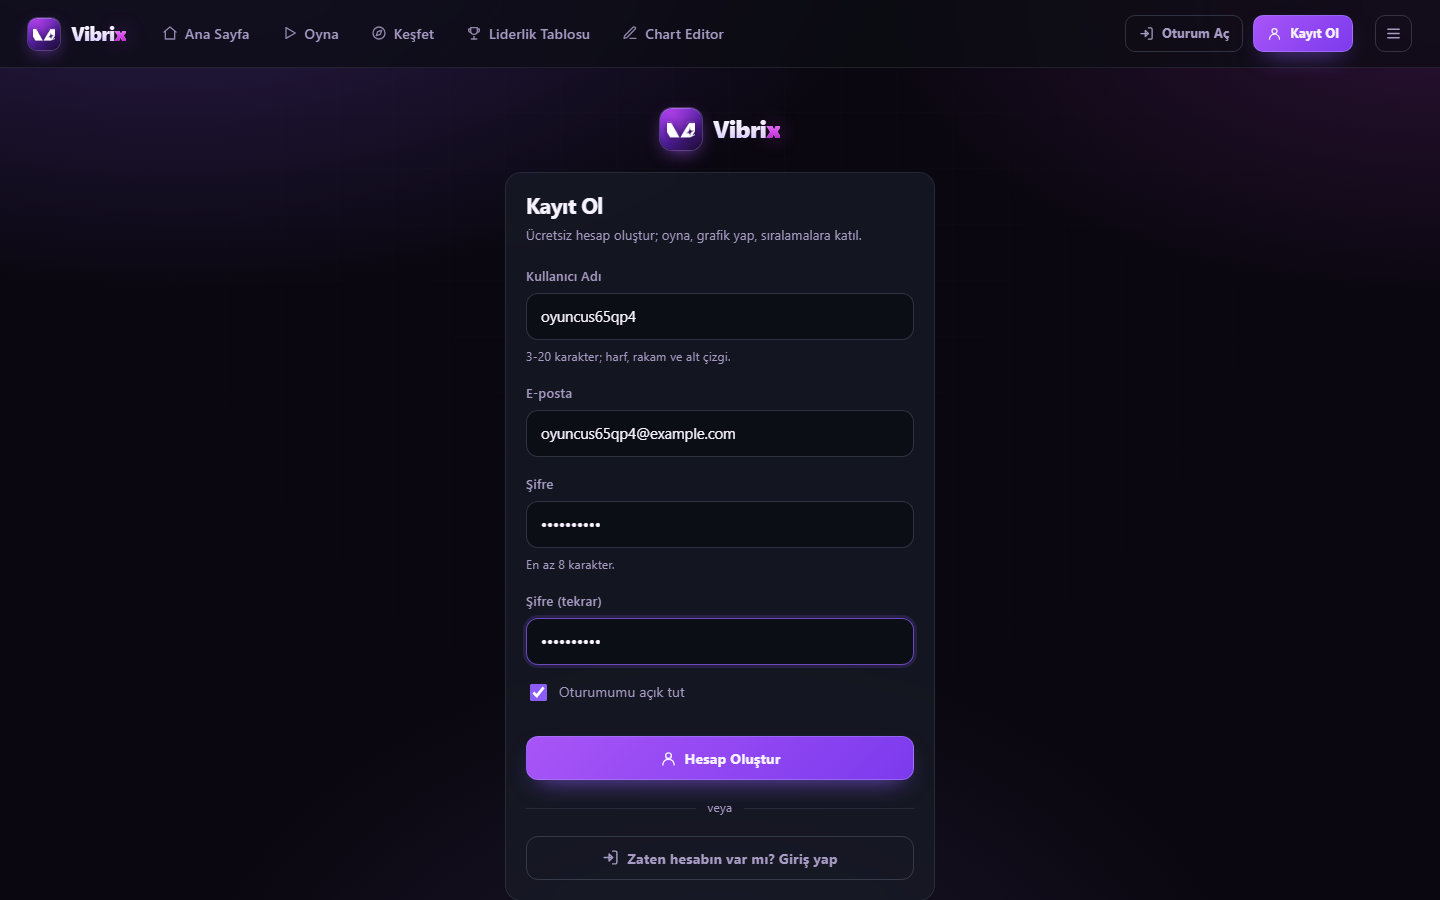 Vibrix
Ana Sayfa
Oyna
Keşfet
Liderlik Tablosu
Chart Editor
Oturum Aç
Kayıt Ol
Vibrix
Kayıt Ol
Ücretsiz hesap oluştur; oyna, grafik yap, sıralamalara katıl.
Kullanıcı Adı
oyuncus65qp4
3-20 karakter; harf, rakam ve alt çizgi.
E-posta
oyuncus65qp4@example.com
Şifre
••••••••••
En az 8 karakter.
Şifre (tekrar)
••••••••••
Oturumumu açık tut
Hesap Oluştur
veya
Zaten hesabın var mı? Giriş yap